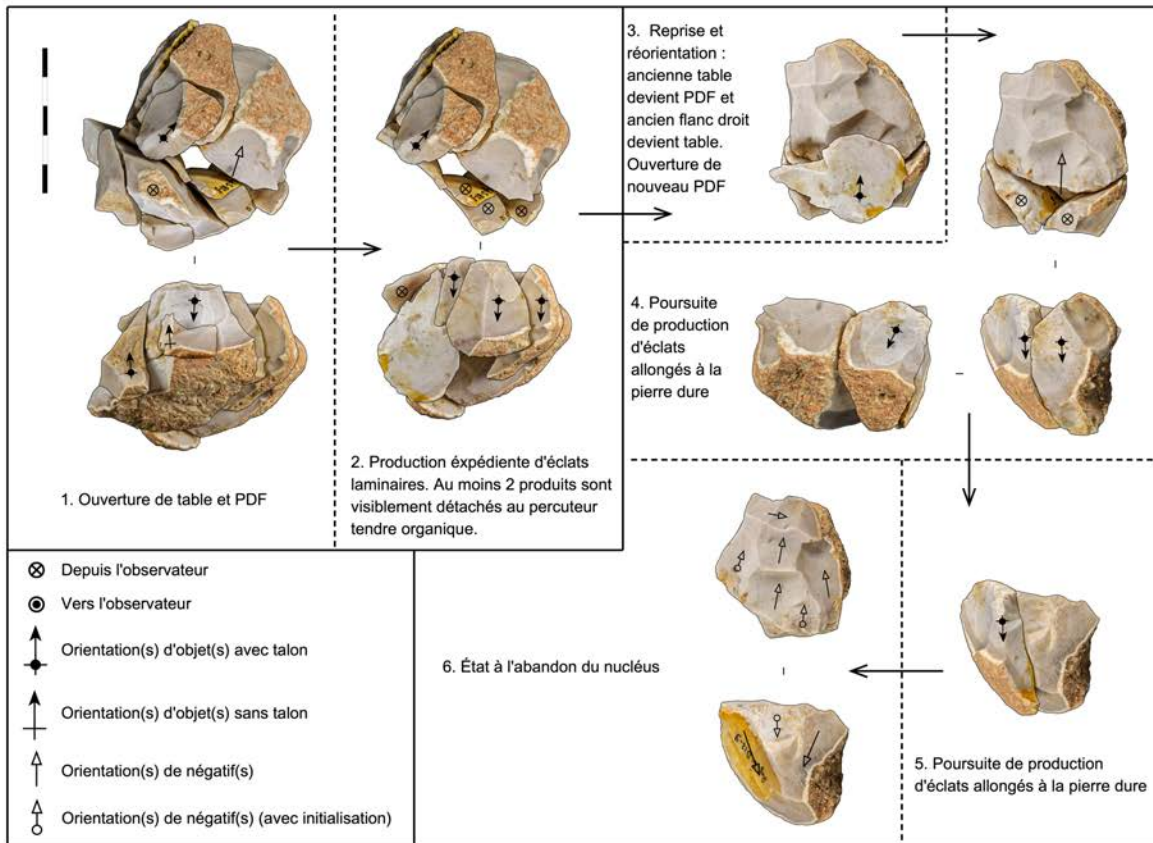 3. Reprise et
réorientation :
ancienne table
devient PDF et
ancien flanc droit
devient table.
Ouverture de
nouveau PDF
4. Poursuite
de production
d'éclats
allongés à la
pierre dure
1. Ouverture de table et PDF
2. Production éxpédiente d'éclats
laminaires. Au moins 2 produits sont
visiblement détachés au percuteur
tendre organique.
Depuis l'observateur
Vers l'observateur
Orientation(s) d'objet(s) avec talon
Orientation(s) d'objet(s) sans talon
Orientation(s) de négatif(s)
Orientation(s) de négatif(s) (avec initialisation)
6. État à l'abandon du nucléus
5. Poursuite de production
d'éclats allongés à la pierre dure